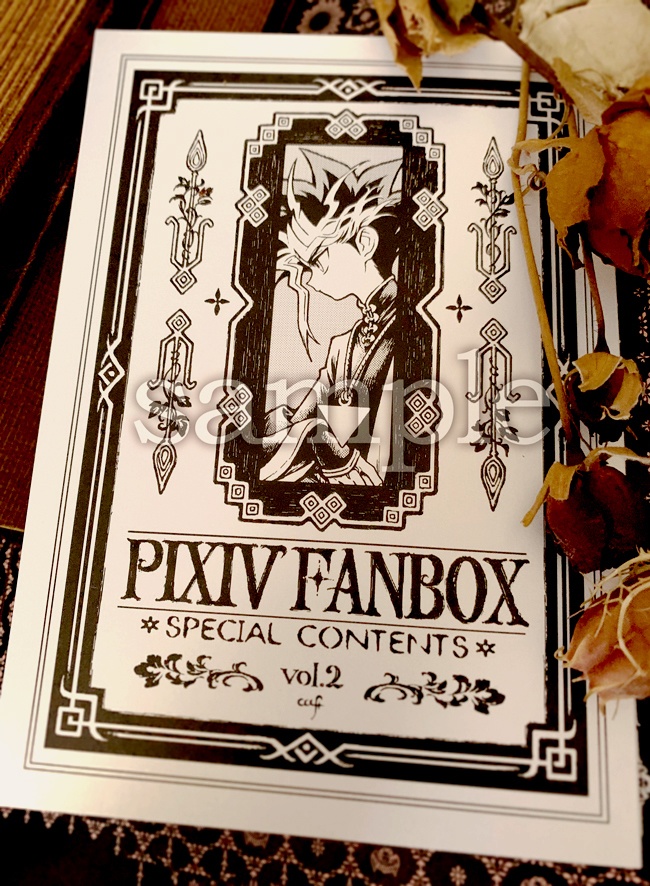 sample
PIXIV FANBOX
✡SPECIAL CONTENTS✡
vol.2